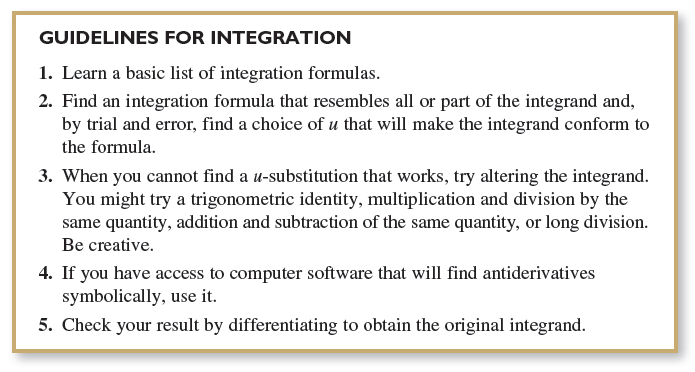 GUIDELINES FOR INTEGRATION
1. Learn a basic list of integration formulas.
2. Find an integration formula that resembles all or part of the integrand and,
by trial and error, find a choice of u that will make the integrand conform to
the formula.
3. When you cannot find a u-substitution that works, try altering the integrand.
You might try a trigonometric identity, multiplication and division by the
same quantity, addition and subtraction of the same quantity, or long division.
Be creative.
4. If you have access to computer software that will find antiderivatives
symbolically, use it.
5. Check your result by differentiating to obtain the original integrand.